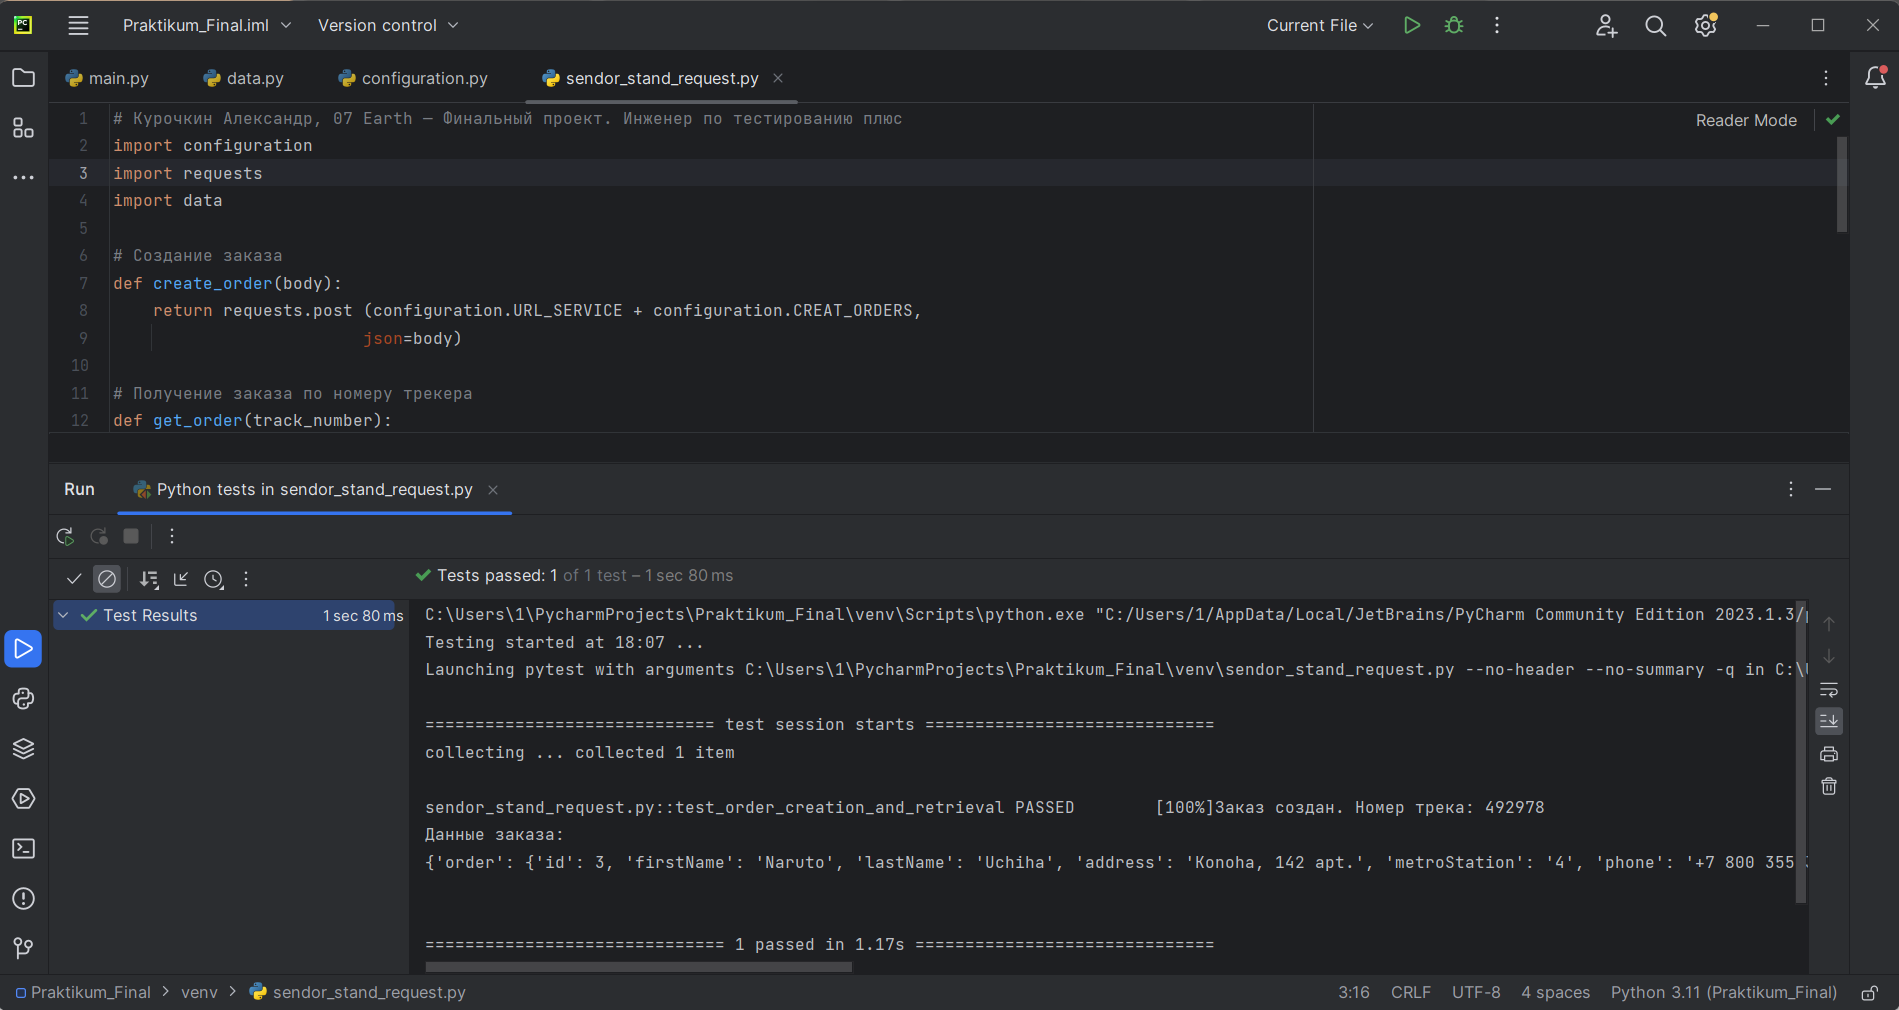 Praktikum_Final.iml Version control Current File
main.py data.py configuration.py sendor_stand_request.py
1 # Курочкин Александр, 07 Earth — Финальный проект. Инженер по тестированию плюс
Reader Mode
2 import configuration
3 import requests
4 import data
5
6 # Создание заказа
7 def create_order(body):
8 return requests.post (configuration.URL_SERVICE + configuration.CREAT_ORDERS,
9 json=body)
10
11 # Получение заказа по номеру трекера
12 def get_order(track_number):
Run Python tests in sendor_stand_request.py
Tests passed: 1 of 1 test – 1 sec 80 ms
Test Results 1 sec 80 ms
C:\Users\1\PycharmProjects\Praktikum_Final\venv\Scripts\python.exe "C:/Users/1/AppData/Local/JetBrains/PyCharm Community Edition 2023.1.3/
Testing started at 18:07 ...
Launching pytest with arguments C:\Users\1\PycharmProjects\Praktikum_Final\venv\sendor_stand_request.py --no-header --no-summary -q in C:\
============================= test session starts =============================
collecting ... collected 1 item
sendor_stand_request.py::test_order_creation_and_retrieval PASSED [100%]Заказ создан. Номер трека: 492978
Данные заказа:
{'order': {'id': 3, 'firstName': 'Naruto', 'lastName': 'Uchiha', 'address': 'Konoha, 142 apt.', 'metroStation': '4', 'phone': '+7 800 355
============================== 1 passed in 1.17s ==============================
Praktikum_Final venv sendor_stand_request.py 3:16 CRLF UTF-8 4 spaces Python 3.11 (Praktikum_Final)